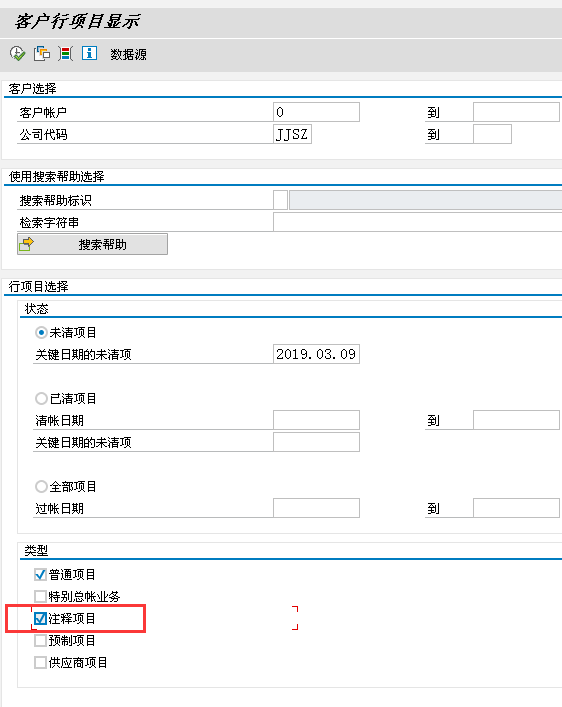 客户行项目显示
数据源
客户选择
客户帐户 0 到
公司代码 JJSZ 到
使用搜索帮助选择
搜索帮助标识
检索字符串
搜索帮助
行项目选择
状态
未清项目
关键日期的未清项 2019.03.09
已清项目
清帐日期 到
关键日期的未清项
全部项目
过帐日期 到
类型
普通项目
特别总帐业务
注释项目
预制项目
供应商项目